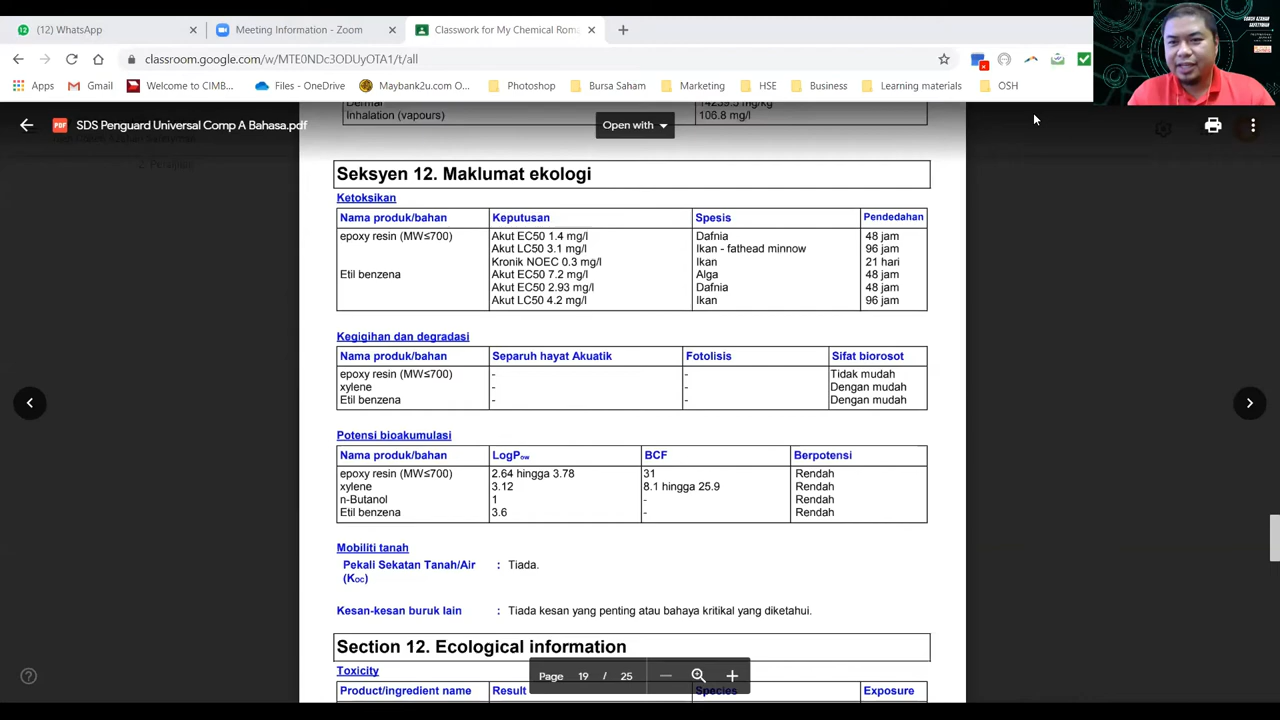 (12) WhatsApp
Meeting Information - Zoom
Classwork for My Chemical Rom
classroom.google.com/w/MTE0NDc3ODUyOTA1/t/all
Apps Gmail Welcome to CIMB... Files - OneDrive Maybank2u.com O... Photoshop Bursa Saham Marketing HSE Business Learning materials OSH
PDF SDS Penguard Universal Comp A Bahasa.pdf
Open with
Dermal 14259.5 mg/kg
Inhalation (vapours) 106.8 mg/l
Seksyen 12. Maklumat ekologi
Ketoksikan
Nama produk/bahan Keputusan Spesis Pendedahan
epoxy resin (MW≤700) Akut EC50 1.4 mg/l Dafnia 48 jam
Akut LC50 3.1 mg/l Ikan - fathead minnow 96 jam
Kronik NOEC 0.3 mg/l Ikan 21 hari
Etil benzena Akut EC50 7.2 mg/l Alga 48 jam
Akut EC50 2.93 mg/l Dafnia 48 jam
Akut LC50 4.2 mg/l Ikan 96 jam
Kegigihan dan degradasi
Nama produk/bahan Separuh hayat Akuatik Fotolisis Sifat biorosot
epoxy resin (MW≤700) - - Tidak mudah
xylene - - Dengan mudah
Etil benzena - - Dengan mudah
Potensi bioakumulasi
Nama produk/bahan LogPow BCF Berpotensi
epoxy resin (MW≤700) 2.64 hingga 3.78 31 Rendah
xylene 3.12 8.1 hingga 25.9 Rendah
n-Butanol 1 - Rendah
Etil benzena 3.6 - Rendah
Mobiliti tanah
Pekali Sekatan Tanah/Air : Tiada.
(KOC)
Kesan-kesan buruk lain : Tiada kesan yang penting atau bahaya kritikal yang diketahui.
Section 12. Ecological information
Toxicity
Page 19 / 25
Product/ingredient name Result Species Exposure